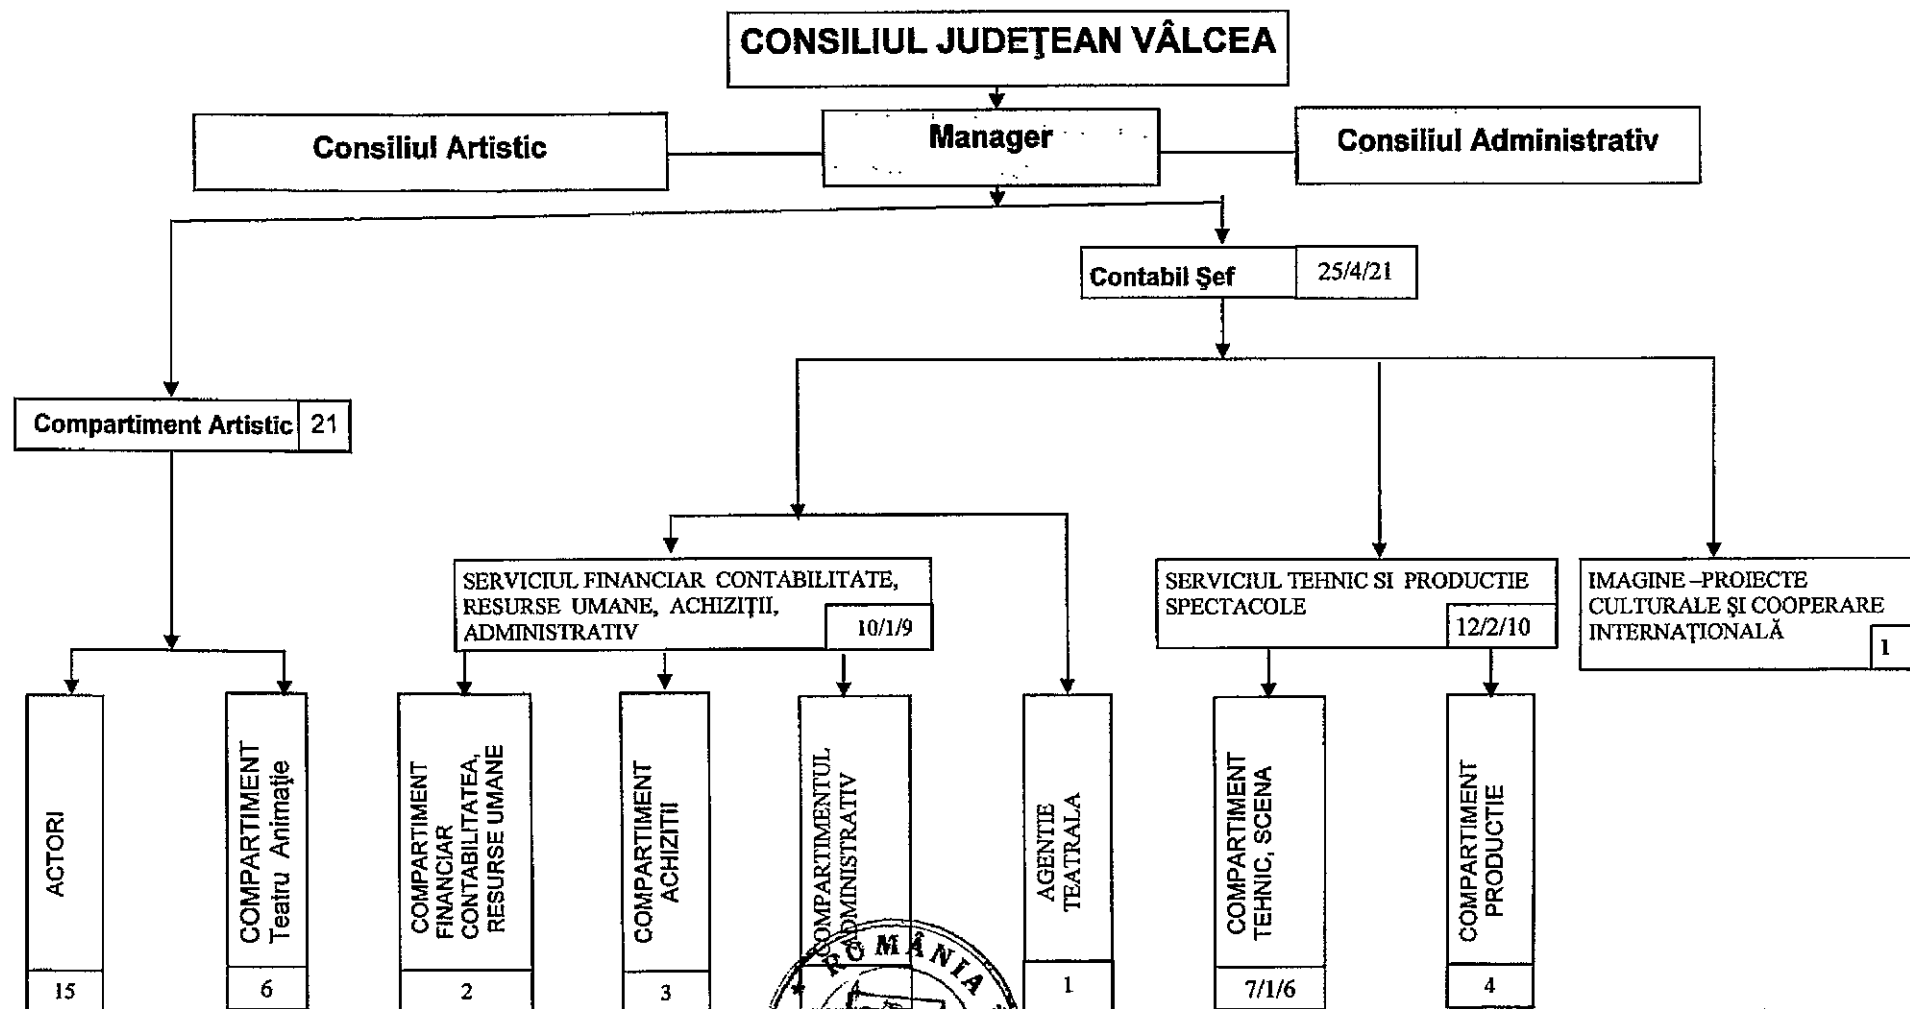 CONSILIUL JUDEŢEAN VÂLCEA
Consiliul Artistic
Manager
Consiliul Administrativ
Contabil Şef
25/4/21
Compartiment Artistic
21
SERVICIUL FINANCIAR CONTABILITATE,
RESURSE UMANE, ACHIZIŢII,
ADMINISTRATIV
10/1/9
SERVICIUL TEHNIC SI PRODUCTIE
SPECTACOLE
12/2/10
IMAGINE –PROIECTE
CULTURALE ŞI COOPERARE
INTERNAŢIONALĂ
1
ACTORI
15
COMPARTIMENT
Teatru Animaţie
6
COMPARTIMENT
FINANCIAR
CONTABILITATEA,
RESURSE UMANE
2
COMPARTIMENT
ACHIZITII
3
COMPARTIMENTUL
ADMINISTRATIV
4
AGENTIE
TEATRALA
1
COMPARTIMENT
TEHNIC, SCENA
7/1/6
COMPARTIMENT
PRODUCTIE
4
ROMÂNIA